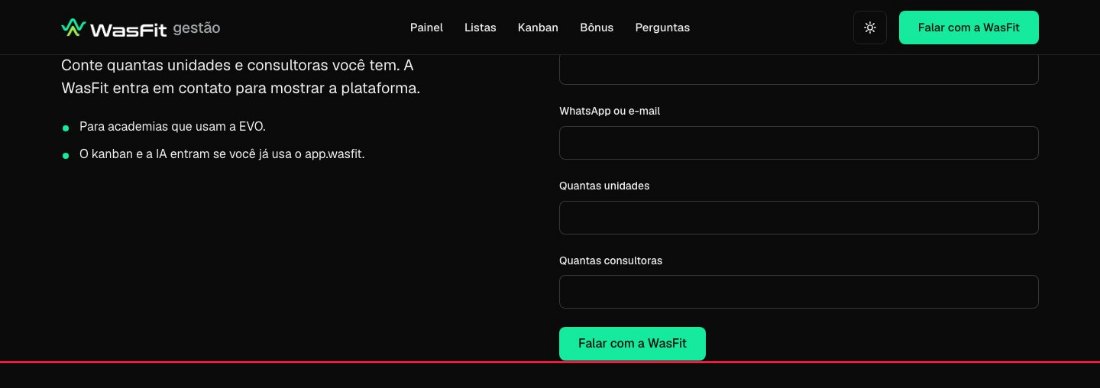 WasFit gestão
Painel
Listas
Kanban
Bônus
Perguntas
Falar com a WasFit
Conte quantas unidades e consultoras você tem. A
WasFit entra em contato para mostrar a plataforma.
Para academias que usam a EVO.
O kanban e a IA entram se você já usa o app.wasfit.
WhatsApp ou e-mail
Quantas unidades
Quantas consultoras
Falar com a WasFit